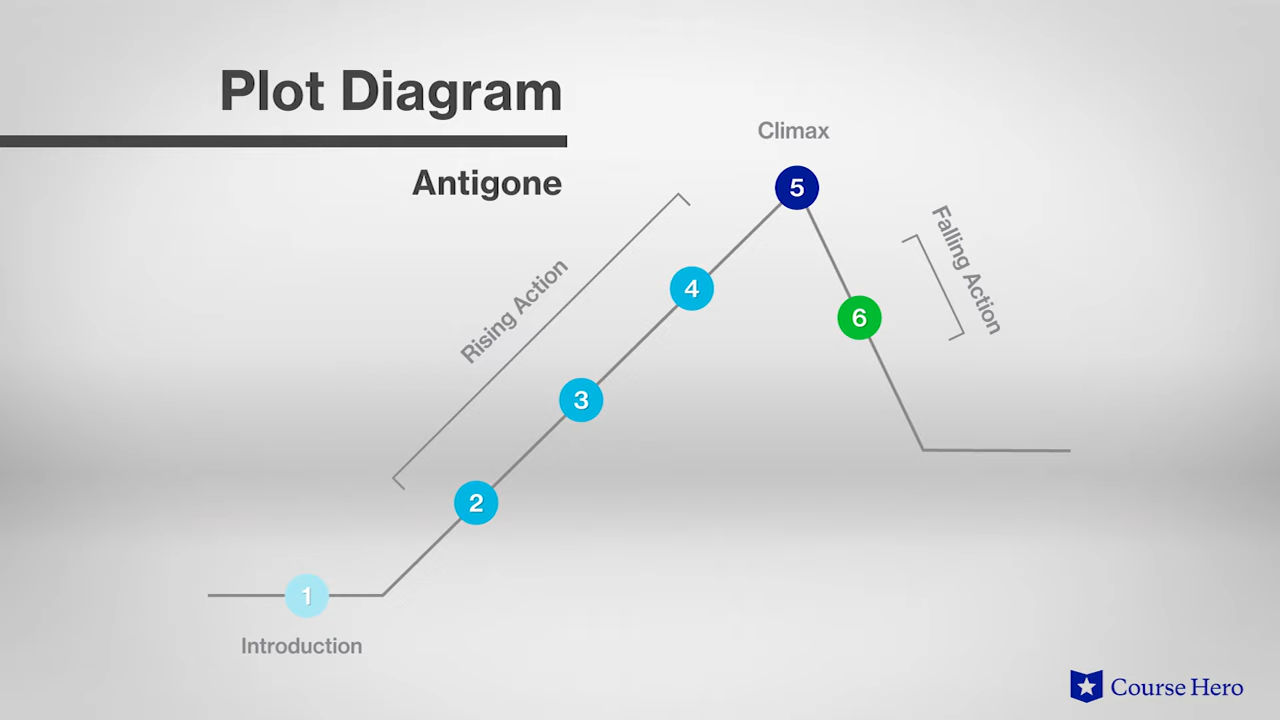 Plot Diagram
Antigone
Climax
5
Falling Action
Rising Action
4
6
3
2
1
Introduction
Course Hero